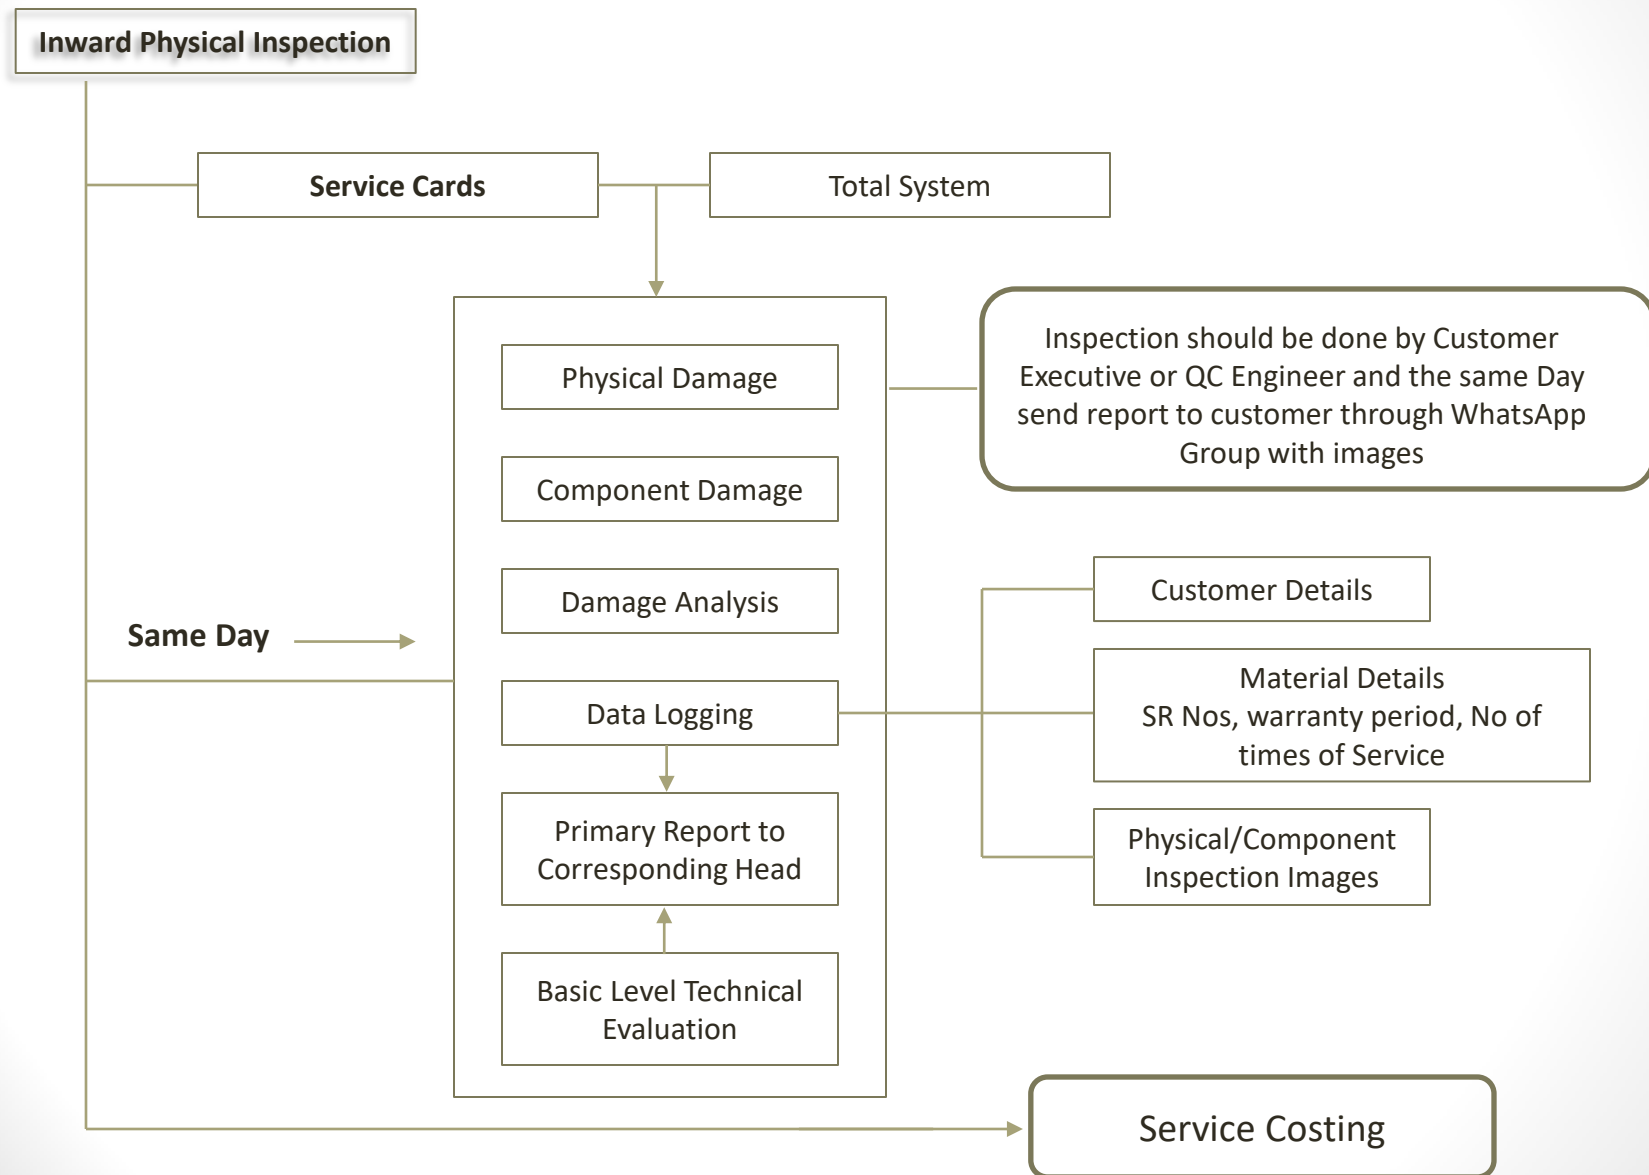 Inward Physical Inspection
Service Cards
Total System
Physical Damage
Inspection should be done by Customer
Executive or QC Engineer and the same Day
send report to customer through WhatsApp
Group with images
Component Damage
Damage Analysis
Customer Details
Same Day
Material Details
SR Nos, warranty period, No of
times of Service
Data Logging
Primary Report to
Corresponding Head
Physical/Component
Inspection Images
Basic Level Technical
Evaluation
Service Costing